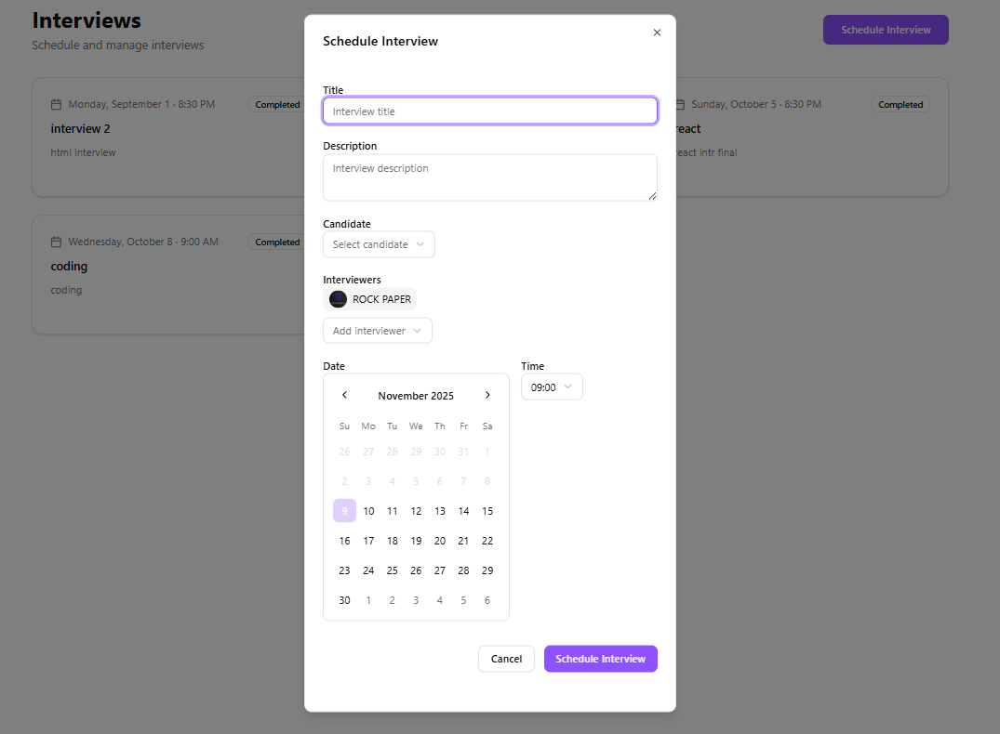 Interviews
Schedule and manage interviews
Schedule Interview
Monday, September 1 · 8:30 PM
Completed
interview 2
html interview
Sunday, October 5 · 8:30 PM
Completed
react
react intr final
Wednesday, October 8 · 9:00 AM
Completed
coding
coding
Schedule Interview
Title
Interview title
Description
Interview description
Candidate
Select candidate
Interviewers
ROCK PAPER
Add interviewer
Date
Time
November 2025
09:00
Su Mo Tu We Th Fr Sa
26 27 28 29 30 31 1
2 3 4 5 6 7 8
9 10 11 12 13 14 15
16 17 18 19 20 21 22
23 24 25 26 27 28 29
30 1 2 3 4 5 6
Cancel
Schedule Interview